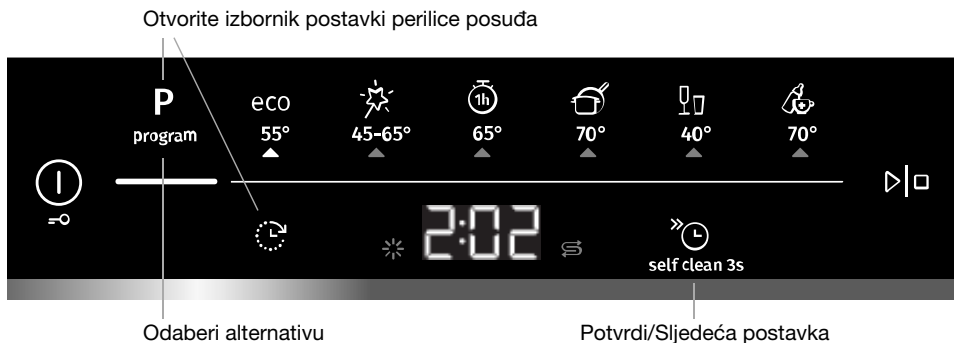 Otvorite izbornik postavki perilice posuđa
P
program
eco
55°
45-65°
1h
65°
70°
40°
70°
2:02
self clean 3s
Odaberi alternativu
Potvrdi/Sljedeća postavka